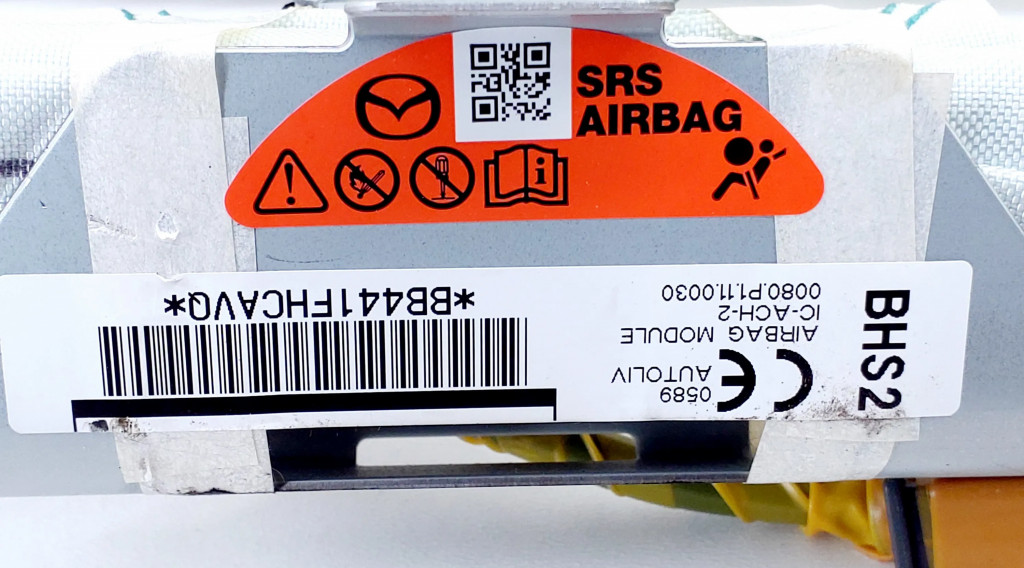 SRS
AIRBAG
i
BHS2
0589
AUTOLIV
AIRBAG MODULE
IC-ACH-2
0080.P1.11.0030
*BB441FHCAVQ*